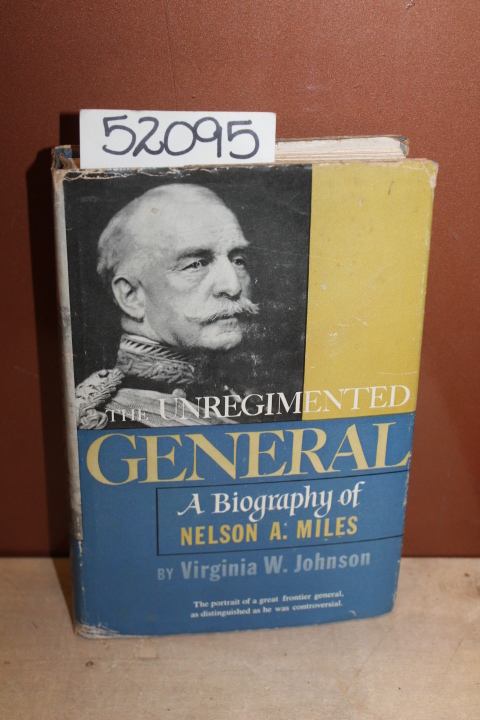 52095
THE UNREGIMENTED
GENERAL
A Biography of
NELSON A. MILES
BY Virginia W. Johnson
The portrait of a great frontier general,
as distinguished as he was controversial.